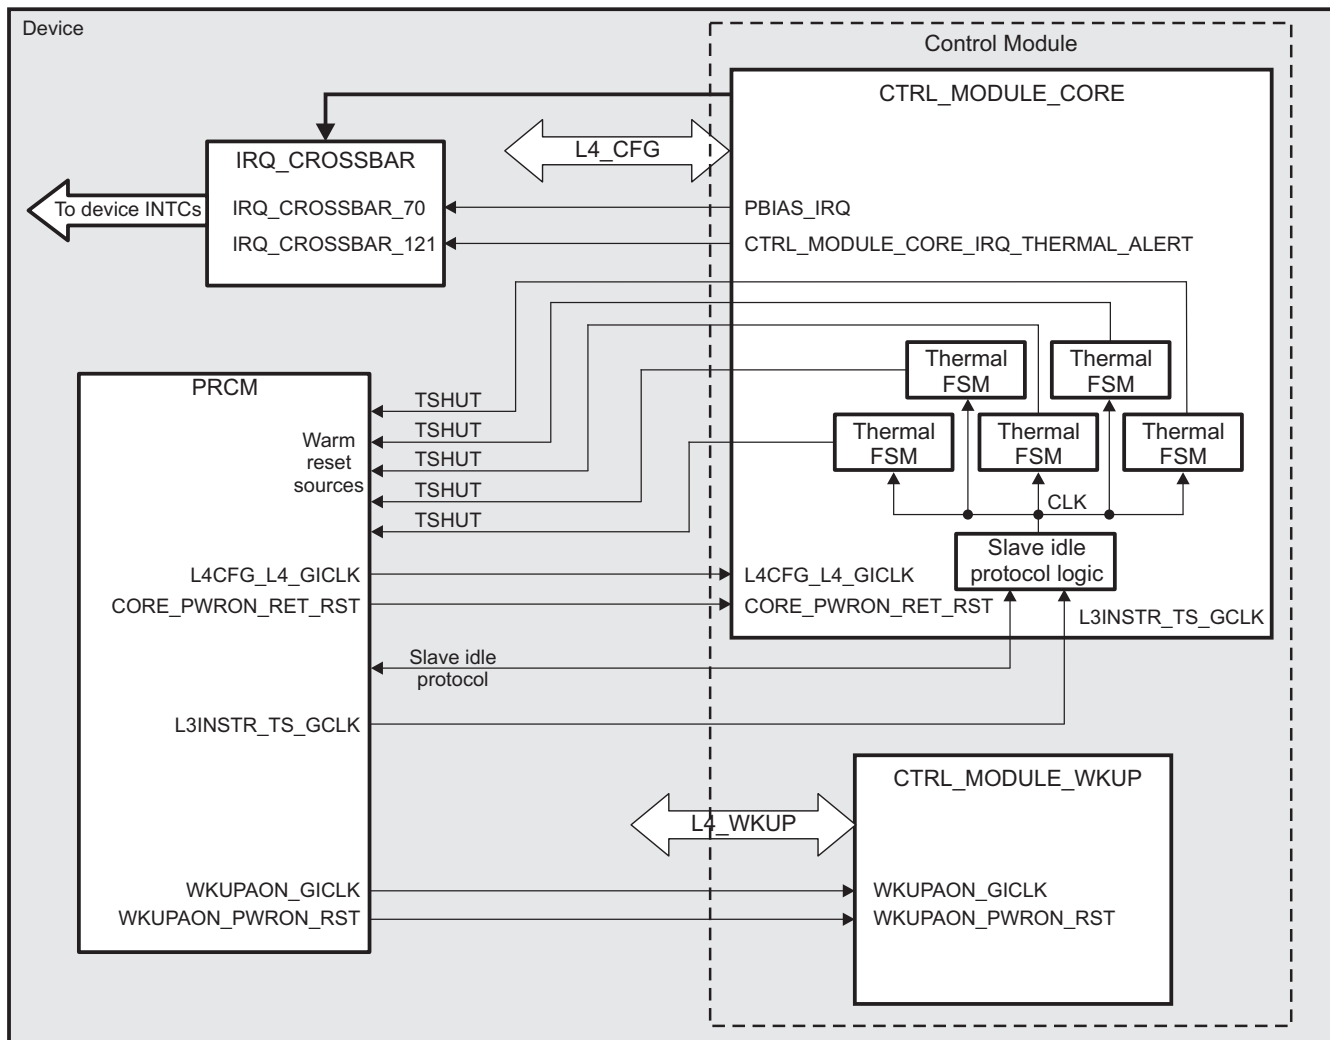 Device
Control Module
CTRL_MODULE_CORE
IRQ_CROSSBAR
L4_CFG
To device INTCs
IRQ_CROSSBAR_70
PBIAS_IRQ
IRQ_CROSSBAR_121
CTRL_MODULE_CORE_IRQ_THERMAL_ALERT
Thermal
FSM
Thermal
FSM
PRCM
TSHUT
TSHUT
TSHUT
TSHUT
TSHUT
Warm
reset
sources
Thermal
FSM
Thermal
FSM
Thermal
FSM
CLK
Slave idle
protocol logic
L4CFG_L4_GICLK
L4CFG_L4_GICLK
CORE_PWRON_RET_RST
CORE_PWRON_RET_RST
L3INSTR_TS_GCLK
Slave idle
protocol
L3INSTR_TS_GCLK
CTRL_MODULE_WKUP
L4_WKUP
WKUPAON_GICLK
WKUPAON_GICLK
WKUPAON_PWRON_RST
WKUPAON_PWRON_RST